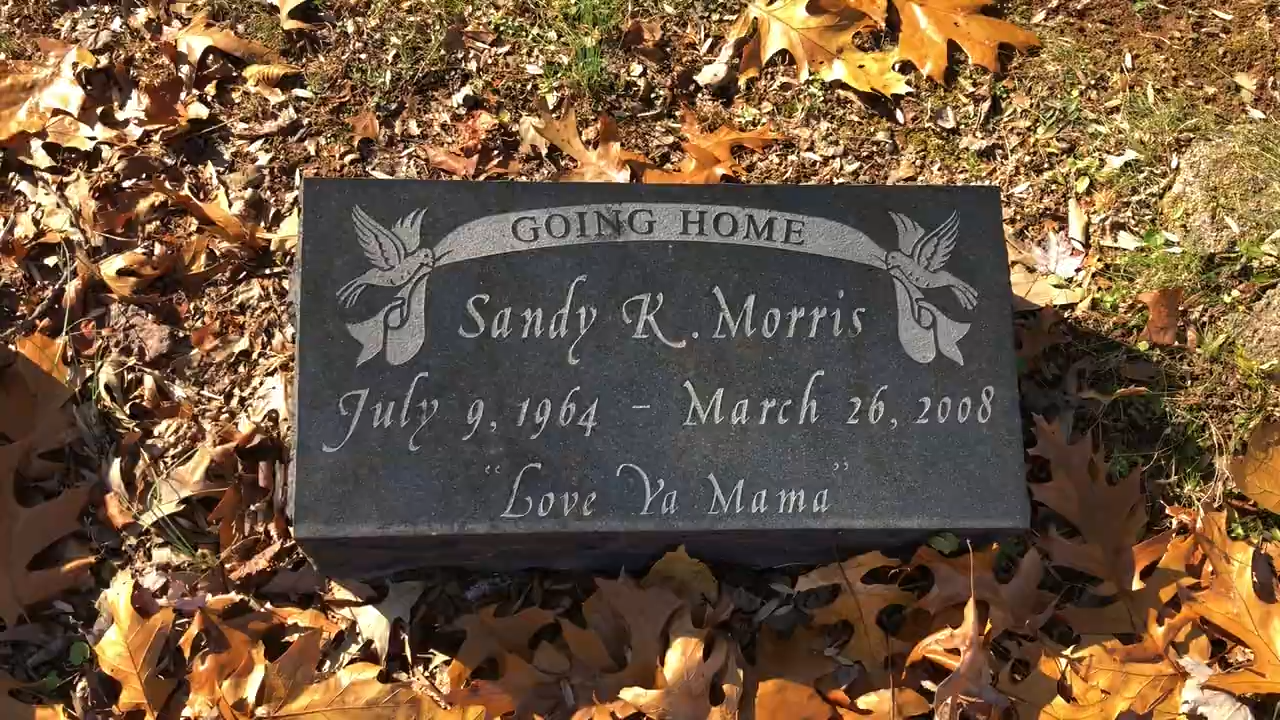 GOING HOME
Sandy K. Morris
July 9, 1964 - March 26, 2008
“Love Ya Mama”